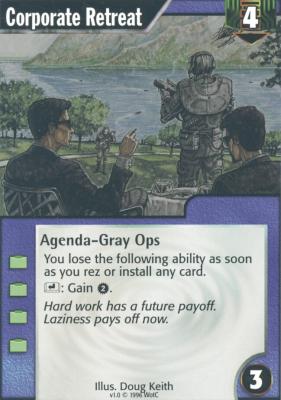 Corporate Retreat
4
Agenda-Gray Ops
You lose the following ability as soon
as you rez or install any card.
: Gain 2.
Hard work has a future payoff.
Laziness pays off now.
3
Illus. Doug Keith
v1.0 © 1996 WotC